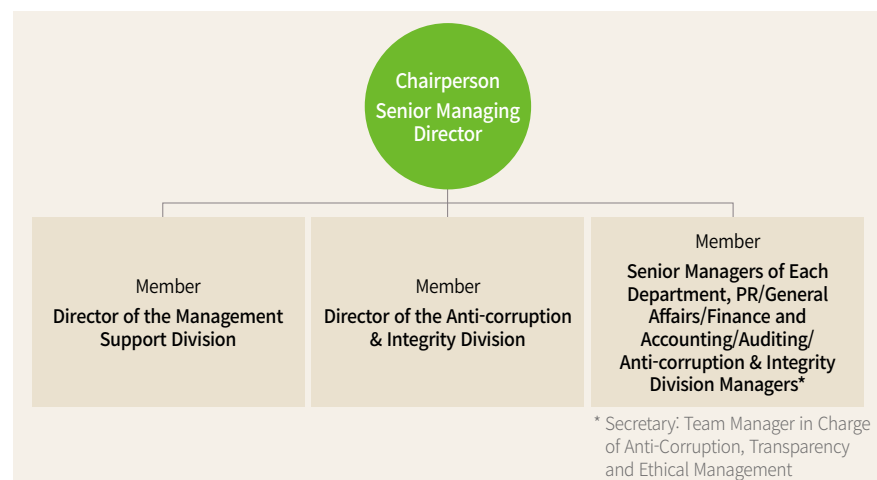 Chairperson
Senior Managing
Director
Member
Director of the Management
Support Division
Member
Director of the Anti-corruption
& Integrity Division
Member
Senior Managers of Each
Department, PR/General
Affairs/Finance and
Accounting/Auditing/
Anti-corruption & Integrity
Division Managers*
* Secretary: Team Manager in Charge
of Anti-Corruption, Transparency
and Ethical Management